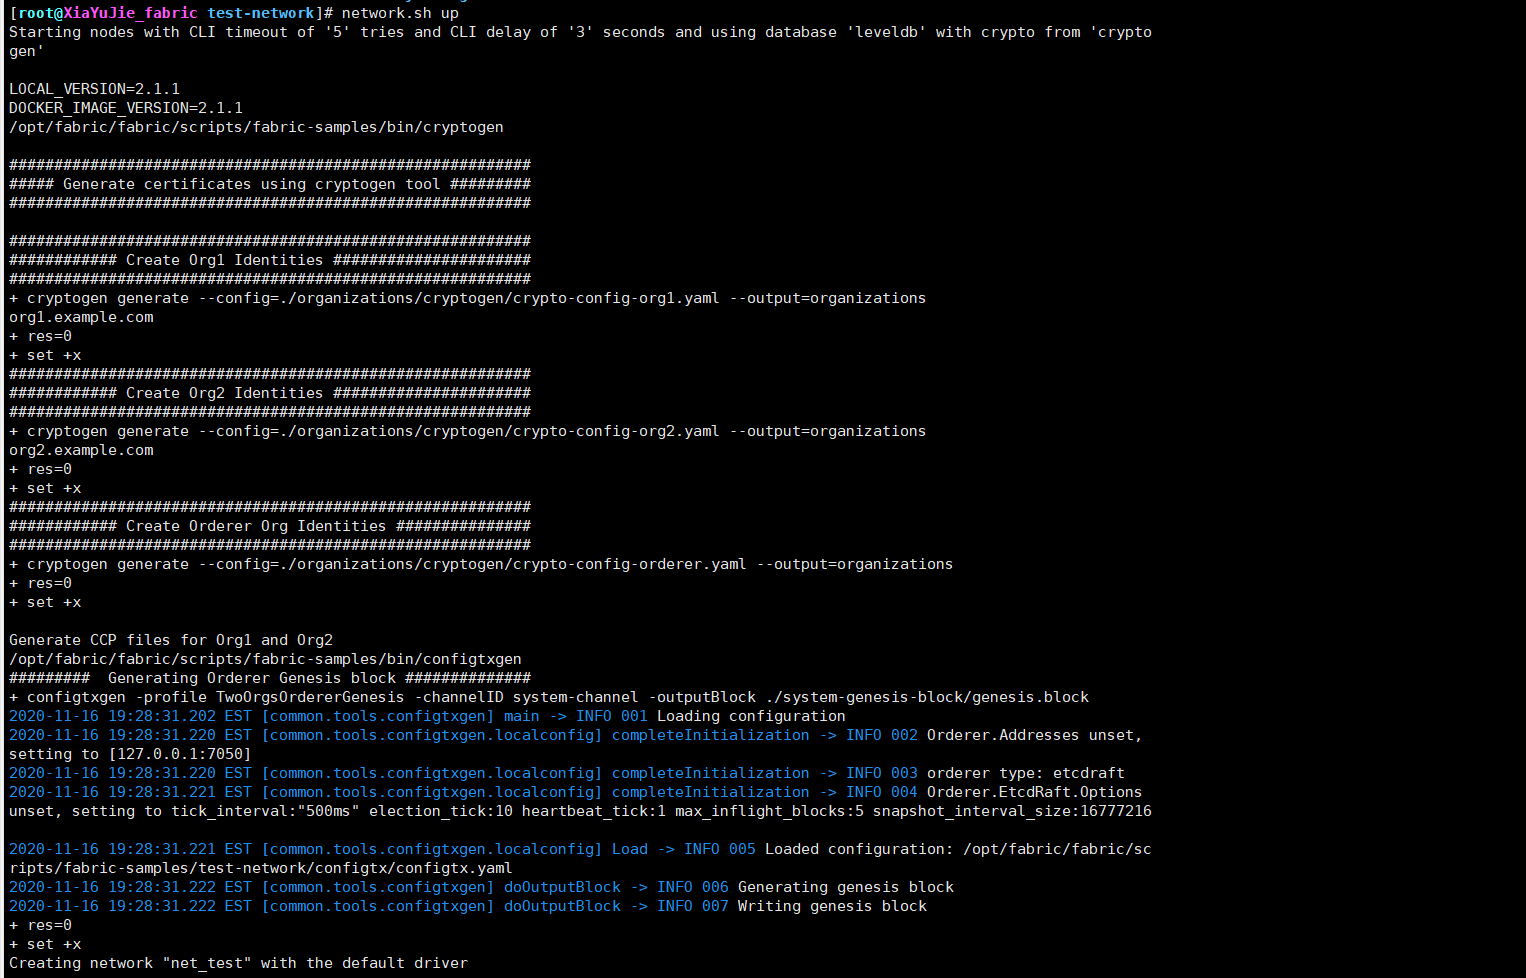 [root@XiaYuJie_fabric test-network]# network.sh up
Starting nodes with CLI timeout of '5' tries and CLI delay of '3' seconds and using database 'leveldb' with crypto from 'crypto
gen'
LOCAL_VERSION=2.1.1
DOCKER_IMAGE_VERSION=2.1.1
/opt/fabric/fabric/scripts/fabric-samples/bin/cryptogen
##########################################################
##### Generate certificates using cryptogen tool #########
##########################################################
##########################################################
############ Create Org1 Identities ######################
##########################################################
+ cryptogen generate --config=./organizations/cryptogen/crypto-config-org1.yaml --output=organizations
org1.example.com
+ res=0
+ set +x
##########################################################
############ Create Org2 Identities ######################
##########################################################
+ cryptogen generate --config=./organizations/cryptogen/crypto-config-org2.yaml --output=organizations
org2.example.com
+ res=0
+ set +x
##########################################################
############ Create Orderer Org Identities ###############
##########################################################
+ cryptogen generate --config=./organizations/cryptogen/crypto-config-orderer.yaml --output=organizations
+ res=0
+ set +x
Generate CCP files for Org1 and Org2
/opt/fabric/fabric/scripts/fabric-samples/bin/configtxgen
#########  Generating Orderer Genesis block ##############
+ configtxgen -profile TwoOrgsOrdererGenesis -channelID system-channel -outputBlock ./system-genesis-block/genesis.block
2020-11-16 19:28:31.202 EST [common.tools.configtxgen] main -> INFO 001 Loading configuration
2020-11-16 19:28:31.220 EST [common.tools.configtxgen.localconfig] completeInitialization -> INFO 002 Orderer.Addresses unset,
setting to [127.0.0.1:7050]
2020-11-16 19:28:31.220 EST [common.tools.configtxgen.localconfig] completeInitialization -> INFO 003 orderer type: etcdraft
2020-11-16 19:28:31.221 EST [common.tools.configtxgen.localconfig] completeInitialization -> INFO 004 Orderer.EtcdRaft.Options
unset, setting to tick_interval:"500ms" election_tick:10 heartbeat_tick:1 max_inflight_blocks:5 snapshot_interval_size:16777216
2020-11-16 19:28:31.221 EST [common.tools.configtxgen.localconfig] Load -> INFO 005 Loaded configuration: /opt/fabric/fabric/sc
ripts/fabric-samples/test-network/configtx/configtx.yaml
2020-11-16 19:28:31.222 EST [common.tools.configtxgen] doOutputBlock -> INFO 006 Generating genesis block
2020-11-16 19:28:31.222 EST [common.tools.configtxgen] doOutputBlock -> INFO 007 Writing genesis block
+ res=0
+ set +x
Creating network "net_test" with the default driver